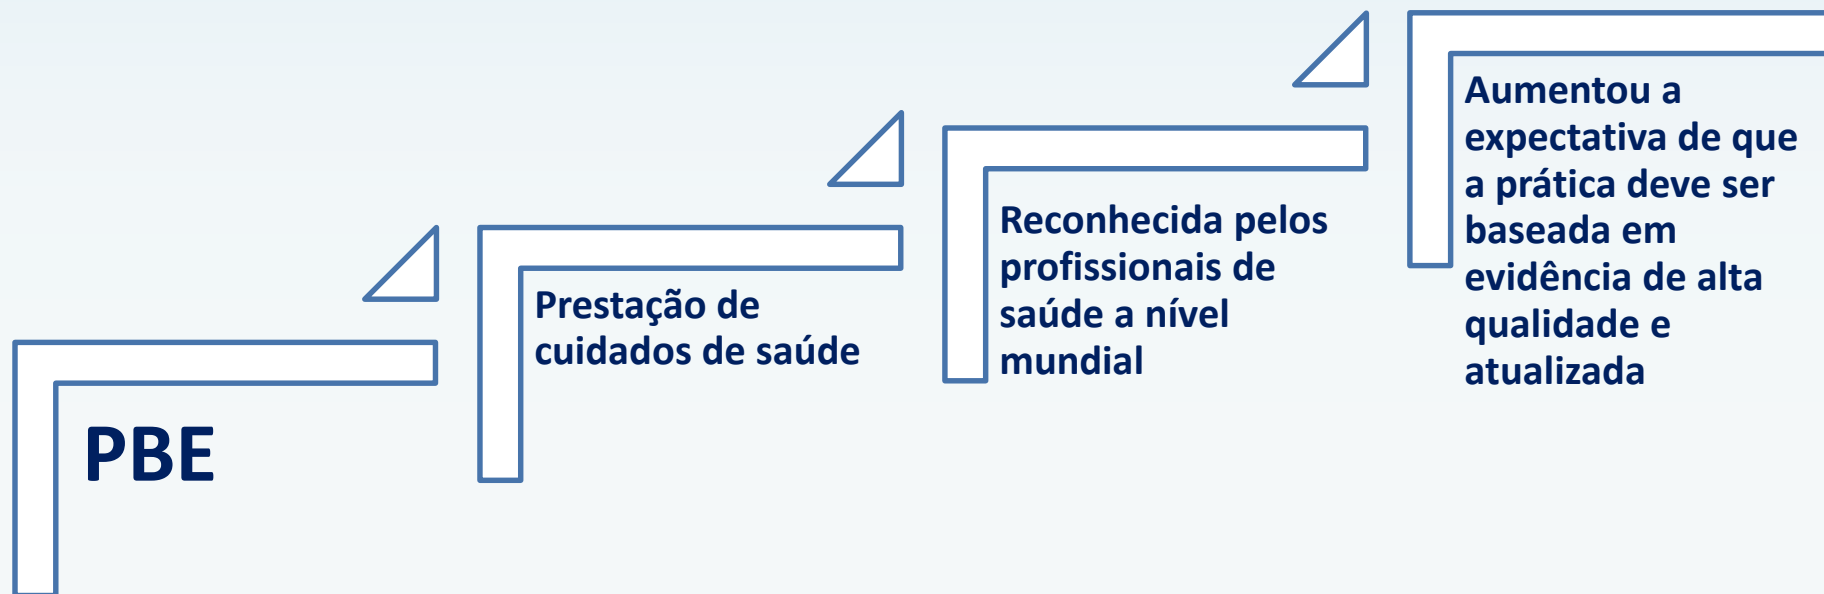 PBE
Prestação de
cuidados de saúde
Reconhecida pelos
profissionais de
saúde a nível
mundial
Aumentou a
expectativa de que
a prática deve ser
baseada em
evidência de alta
qualidade e
atualizada